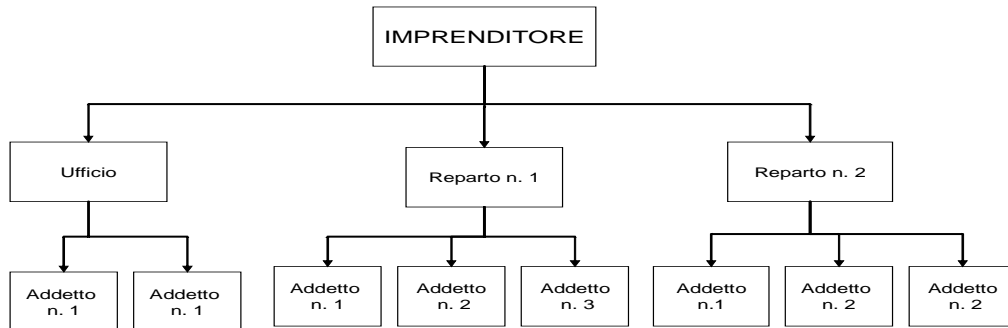 IMPRENDITORE
Ufficio
Reparto n. 1
Reparto n. 2
Addetto
n. 1
Addetto
n. 1
Addetto
n. 1
Addetto
n. 2
Addetto
n. 3
Addetto
n.1
Addetto
n. 2
Addetto
n. 2